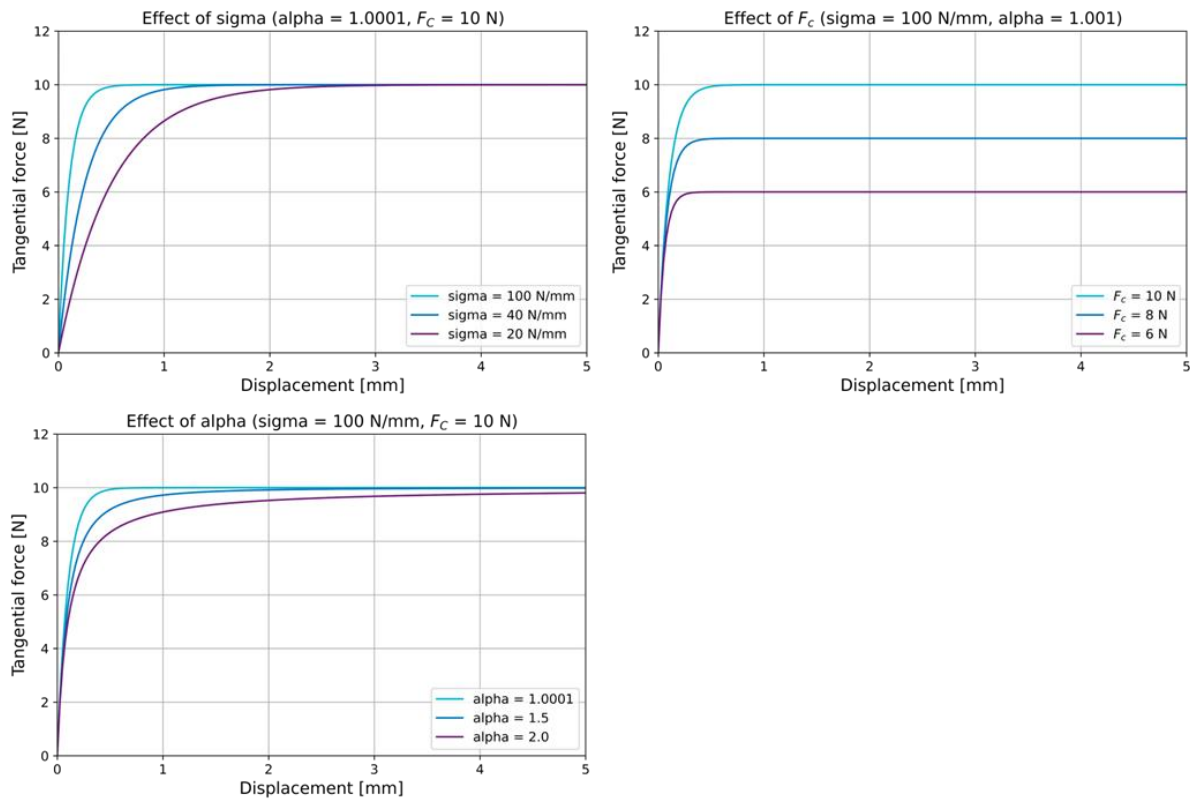 Effect of sigma (alpha = 1.0001, F_C = 10 N)
12
10
8
6
4
2
0
Tangential force [N]
sigma = 100 N/mm
sigma = 40 N/mm
sigma = 20 N/mm
0 1 2 3 4 5
Displacement [mm]
Effect of F_c (sigma = 100 N/mm, alpha = 1.001)
12
10
8
6
4
2
0
Tangential force [N]
F_c = 10 N
F_c = 8 N
F_c = 6 N
0 1 2 3 4 5
Displacement [mm]
Effect of alpha (sigma = 100 N/mm, F_C = 10 N)
12
10
8
6
4
2
0
Tangential force [N]
alpha = 1.0001
alpha = 1.5
alpha = 2.0
0 1 2 3 4 5
Displacement [mm]